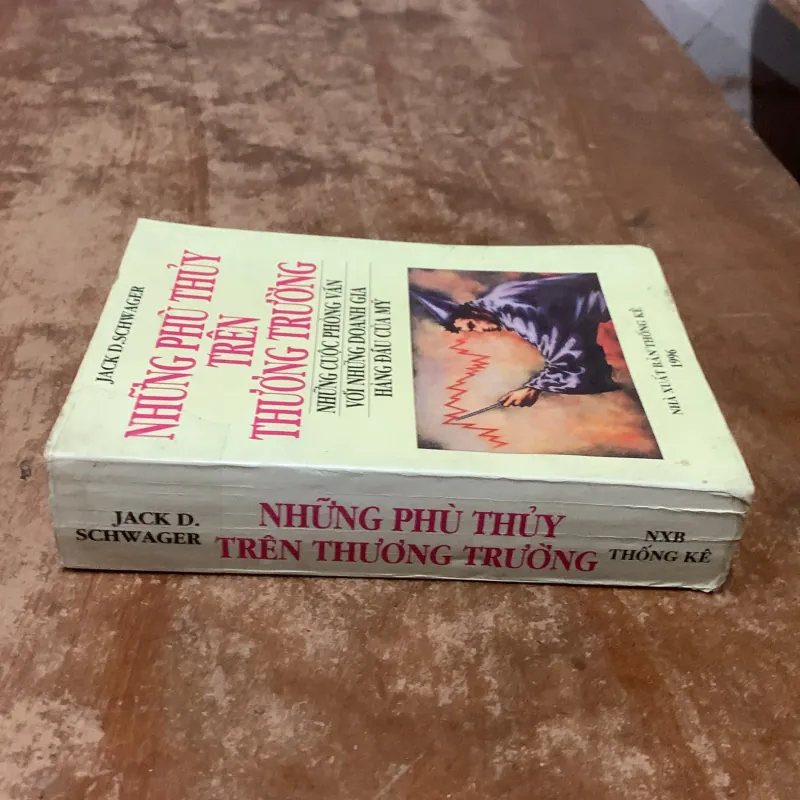 JACK D.SCHWAGER
NHỮNG PHÙ THỦY
TRÊN
THƯƠNG TRƯỜNG
NHỮNG CUỘC PHỎNG VẤN
VỚI NHỮNG DOANH GIA
HÀNG ĐẦU CỦA MỸ
NHÀ XUẤT BẢN THỐNG KÊ
1996
JACK D.
SCHWAGER
NHỮNG PHÙ THỦY
TRÊN THƯƠNG TRƯỜNG
NXB
THỐNG KÊ